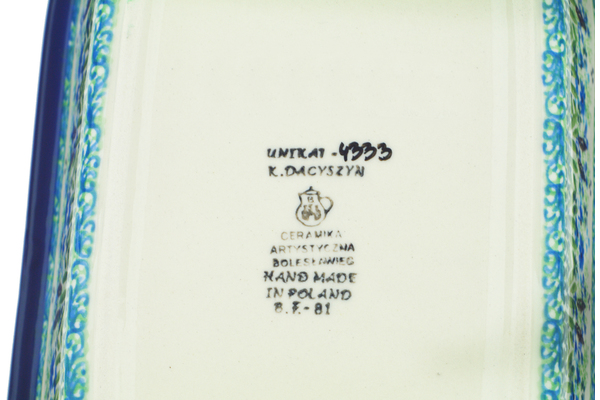 UNIKAT - 4333
K. DACYSZYN
CERAMIKA
ARTYSTYCZNA
BOLESŁAWIEC
HAND MADE
IN POLAND
B.F. - 81